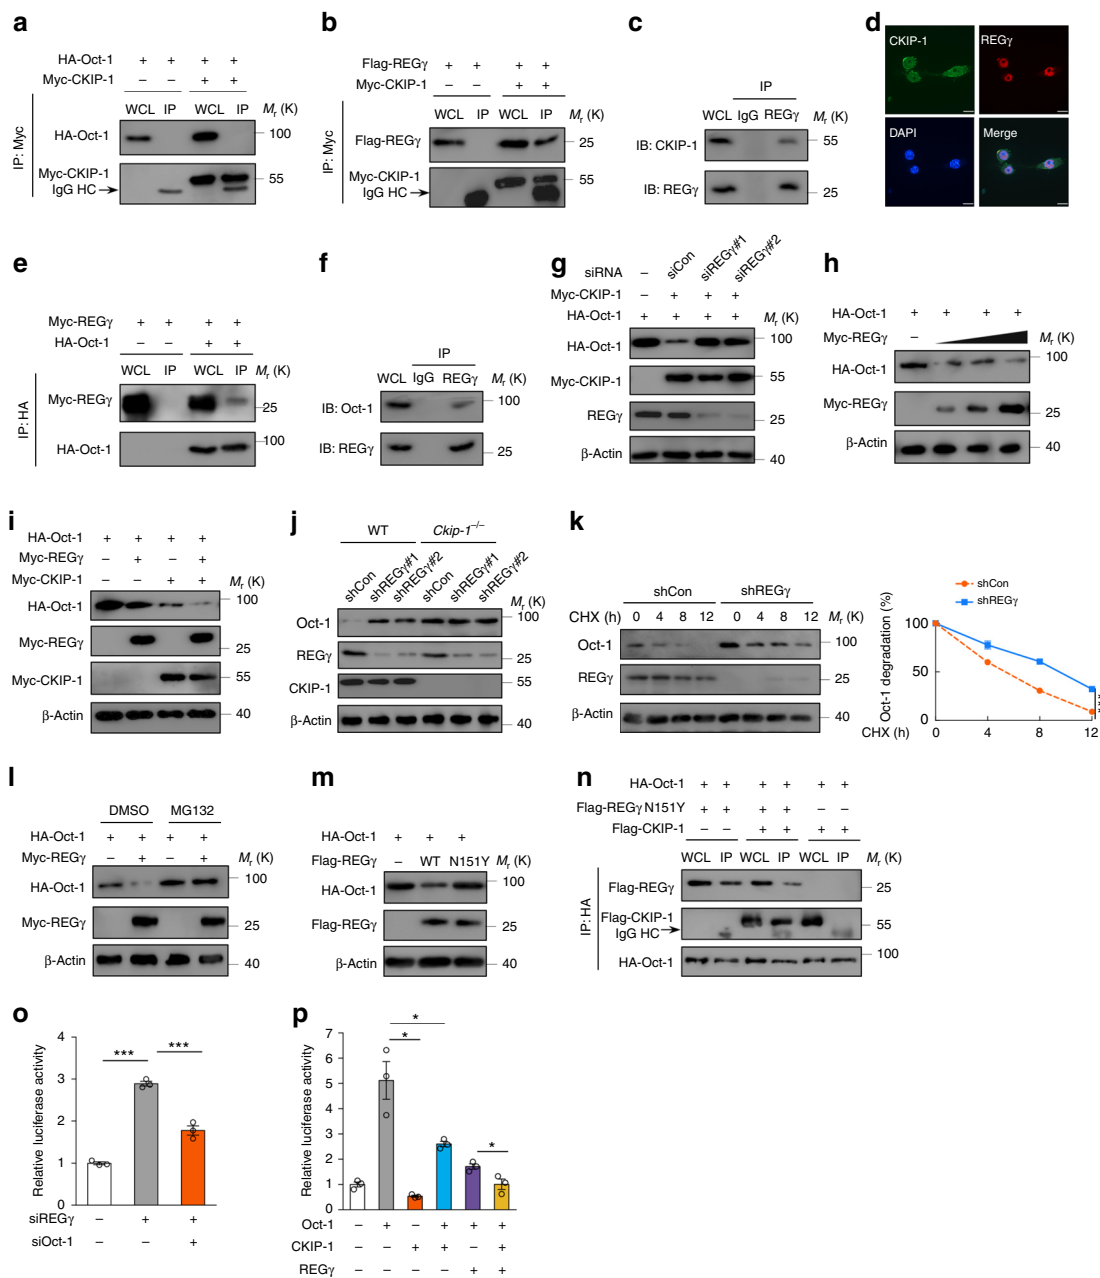 a
HA-Oct-1 + + + +
Myc-CKIP-1 – – + +
WCL IP WCL IP Mr (K)
IP: Myc
HA-Oct-1 100
Myc-CKIP-1 55
IgG HC
b
Flag-REGγ + + + +
Myc-CKIP-1 – – + +
WCL IP WCL IP Mr (K)
IP: Myc
Flag-REGγ 25
Myc-CKIP-1 55
IgG HC
c
IP
WCL IgG REGγ Mr (K)
IB: CKIP-1 55
IB: REGγ 25
d
CKIP-1 REGγ
DAPI Merge
e
Myc-REGγ + + + +
HA-Oct-1 – – + +
WCL IP WCL IP Mr (K)
IP: HA
Myc-REGγ 25
HA-Oct-1 100
f
IP
WCL IgG REGγ Mr (K)
IB: Oct-1 100
IB: REGγ 25
g
siRNA – siCon siREGγ#1 siREGγ#2
Myc-CKIP-1 – + + +
HA-Oct-1 + + + + Mr (K)
HA-Oct-1 100
Myc-CKIP-1 55
REGγ 25
β-Actin 40
h
HA-Oct-1 + + + +
Myc-REGγ – Mr (K)
HA-Oct-1 100
Myc-REGγ 25
β-Actin 40
i
HA-Oct-1 + + + +
Myc-REGγ – + – +
Myc-CKIP-1 – – + + Mr (K)
HA-Oct-1 100
Myc-REGγ 25
Myc-CKIP-1 55
β-Actin 40
j
WT Ckip-1–/–
shCon shREGγ#1 shREGγ#2 shCon shREGγ#1 shREGγ#2 Mr (K)
Oct-1 100
REGγ 25
CKIP-1 55
β-Actin 40
k
shCon shREGγ
CHX (h) 0 4 8 12 0 4 8 12 Mr (K)
Oct-1 100
REGγ 25
β-Actin 40
shCon
shREGγ
Oct-1 degradation (%)
100
50
0
CHX (h) 0 4 8 12
***
l
DMSO MG132
HA-Oct-1 + + + +
Myc-REGγ – + – + Mr (K)
HA-Oct-1 100
Myc-REGγ 25
β-Actin 40
m
HA-Oct-1 + + +
Flag-REGγ – WT N151Y Mr (K)
HA-Oct-1 100
Flag-REGγ 25
β-Actin 40
n
HA-Oct-1 + + + + + +
Flag-REGγ N151Y + + + + – –
Flag-CKIP-1 – – + + + +
WCL IP WCL IP WCL IP Mr (K)
IP: HA
Flag-REGγ 25
Flag-CKIP-1 55
IgG HC
HA-Oct-1 100
o
Relative luciferase activity
4
3
2
1
0
*** ***
siREGγ – + +
siOct-1 – – +
p
Relative luciferase activity
7
6
5
4
3
2
1
0
*
*
*
Oct-1 – + – + + +
CKIP-1 – – + + – +
REGγ – – – – + +